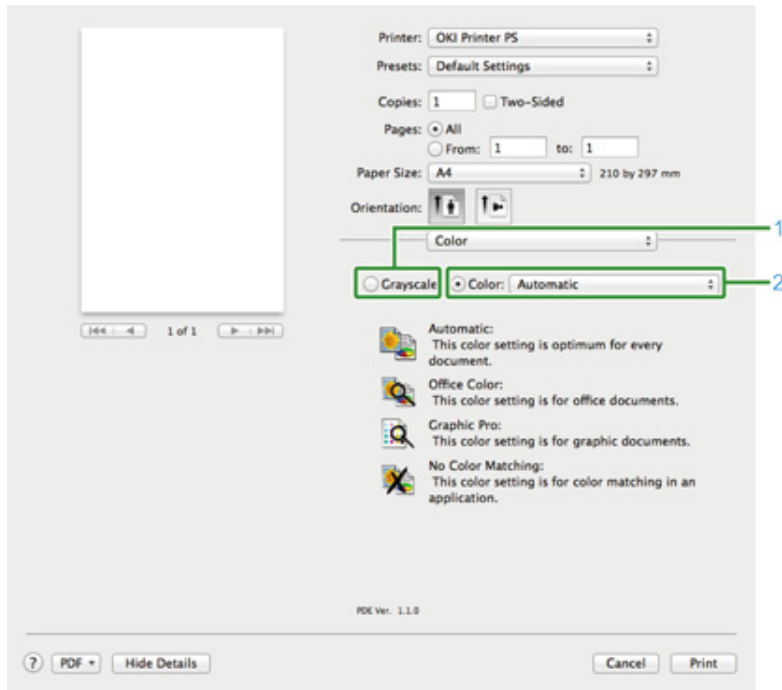 Printer: OKI Printer PS
Presets: Default Settings
Copies: 1 Two-Sided
Pages: All
From: 1 to: 1
Paper Size: A4 210 by 297 mm
Orientation:
Color
1
Grayscale Color: Automatic
2
1 of 1
Automatic:
This color setting is optimum for every
document.
Office Color:
This color setting is for office documents.
Graphic Pro:
This color setting is for graphic documents.
No Color Matching:
This color setting is for color matching in an
application.
PDE Ver. 1.1.0
? PDF Hide Details Cancel Print